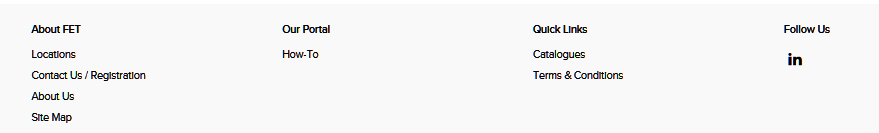 About FET
Locations
Contact Us / Registration
About Us
Site Map
Our Portal
How-To
Quick Links
Catalogues
Terms & Conditions
Follow Us
in